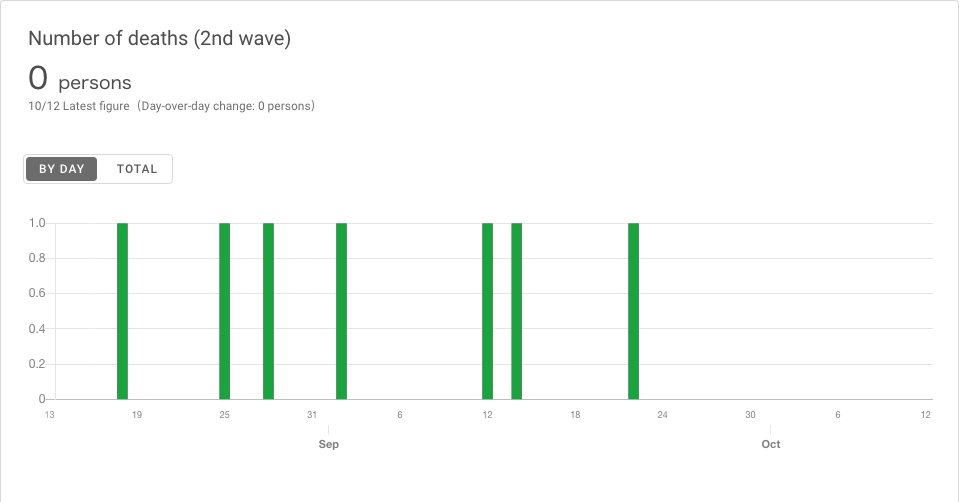 Number of deaths (2nd wave)
0 persons
10/12 Latest figure (Day-over-day change: 0 persons)
BY DAY TOTAL
1.0
0.8
0.6
0.4
0.2
0
13 19 25 31 6 12 18 24 30 6 12
Sep Oct